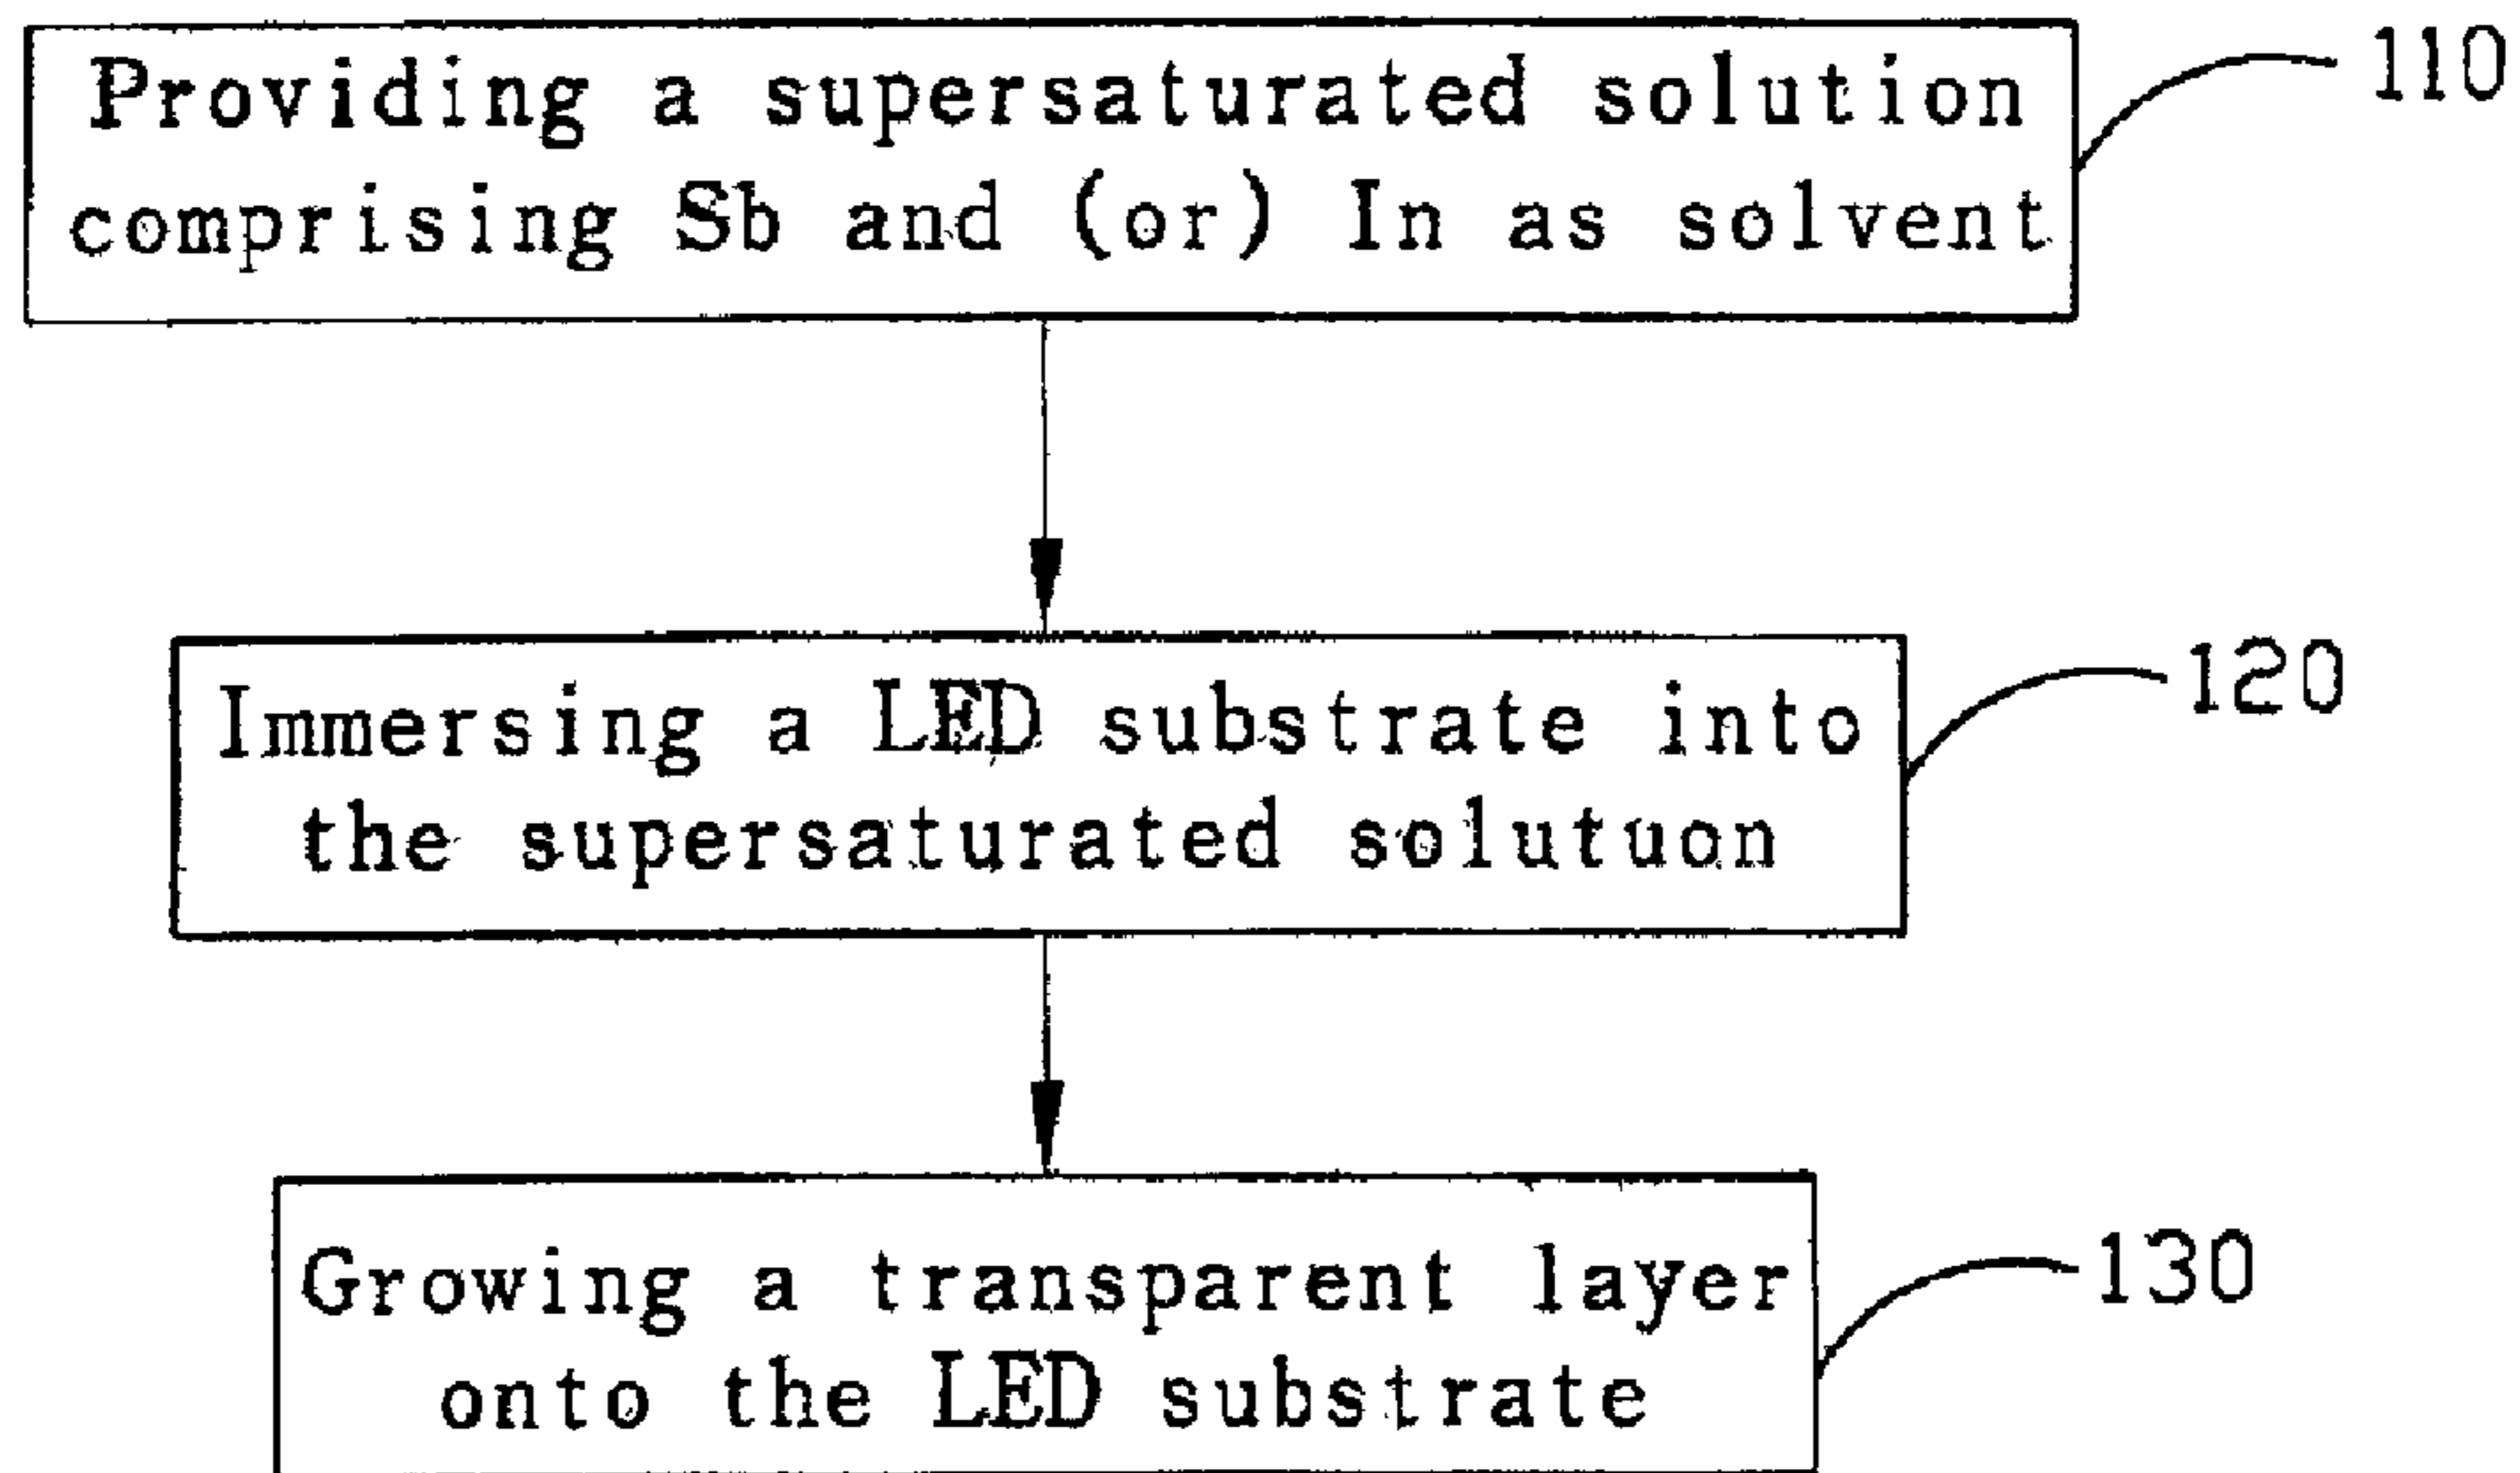 Providing a supersaturated solution
comprising Sb and (or) In as solvent
110
Immersing a LED substrate into
the supersaturated solutuon
120
Growing a transparent layer
onto the LED substrate
130